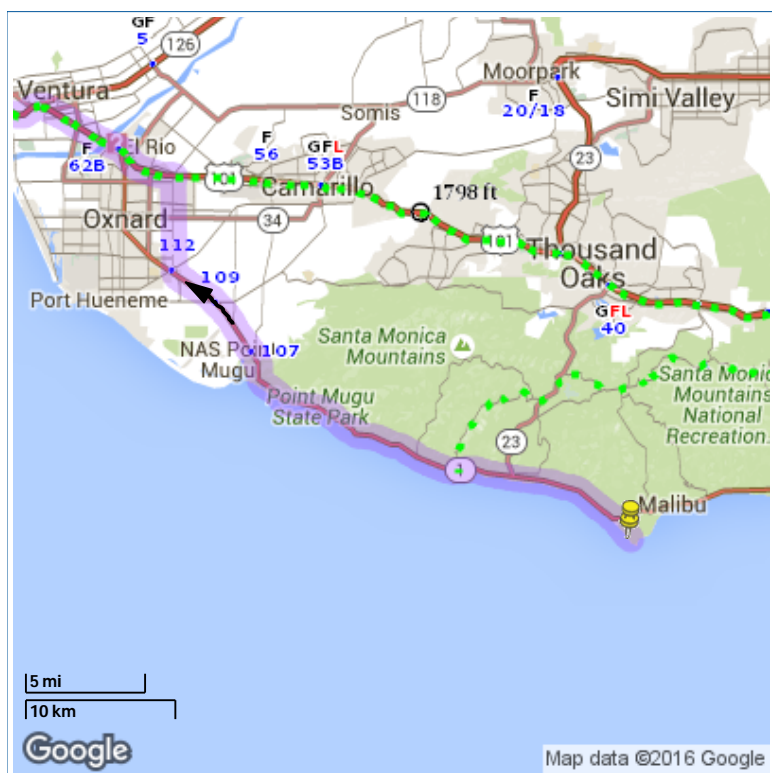 GF
5
126
Ventura
Moorpark
F
20/18
Simi Valley
118
Somis
El Rio
F
62B
F
56
GFL
53B
23
101
Camarillo
1798 ft
Oxnard
34
101
Thousand
Oaks
112
109
Port Hueneme
GFL
40
NAS Point
Mugu
107
Santa Monica
Mountains
Point Mugu
State Park
Santa Monic
Mountains
National
Recreation...
23
1
Malibu
5 mi
10 km
Google
Map data ©2016 Google